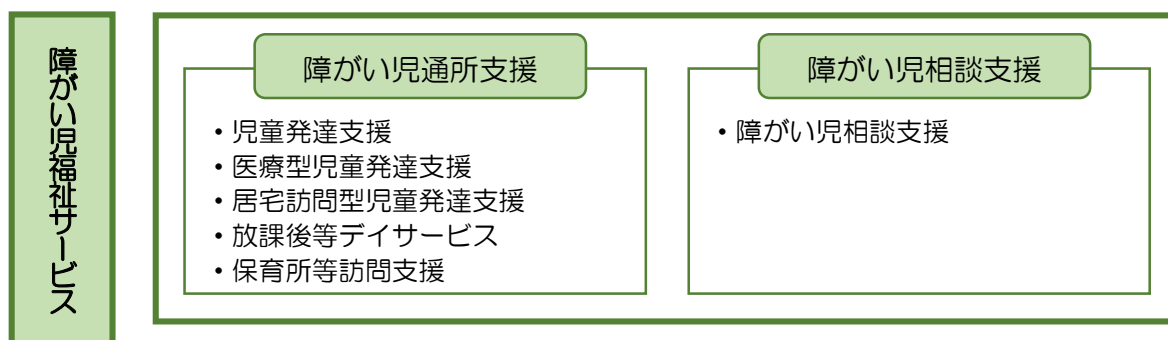 障がい児福祉サービス
障がい児通所支援
・児童発達支援
・医療型児童発達支援
・居宅訪問型児童発達支援
・放課後等デイサービス
・保育所等訪問支援
障がい児相談支援
・障がい児相談支援